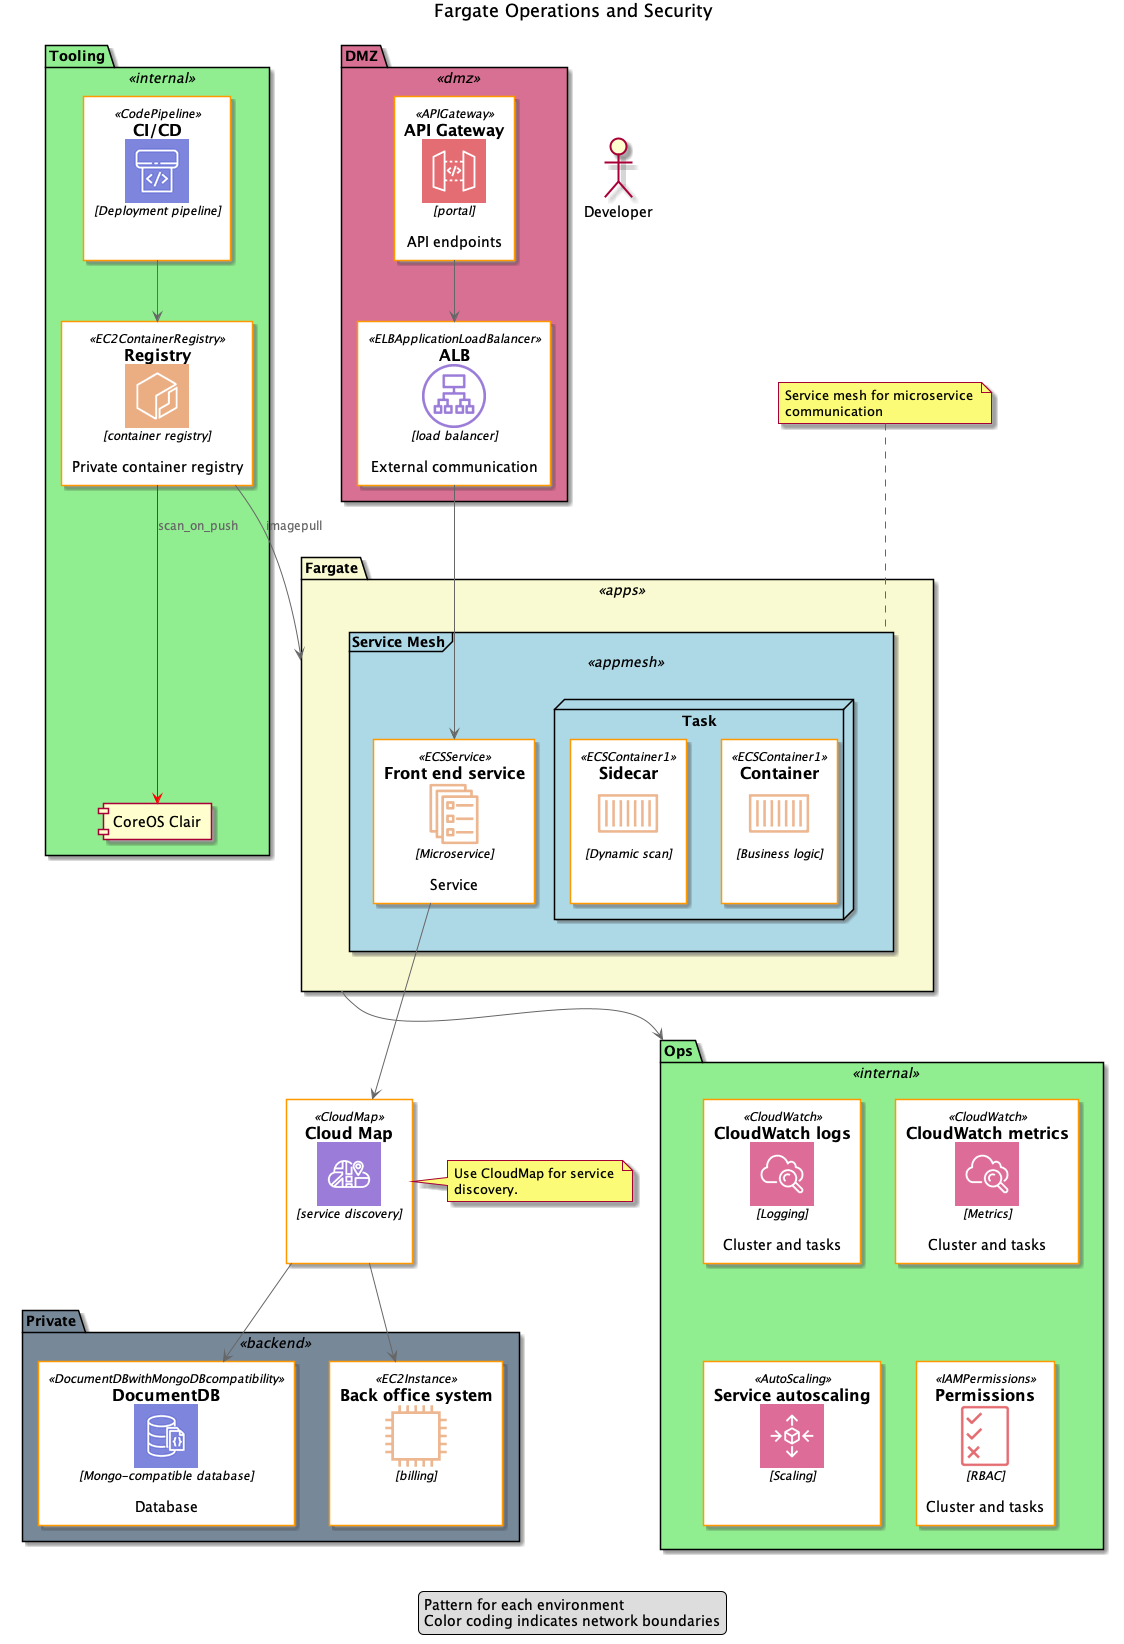 Fargate Operations and Security
Tooling
«internal»
«CodePipeline»
CI/CD
[Deployment pipeline]
«EC2ContainerRegistry»
Registry
[container registry]
Private container registry
scan_on_push
imagepull
CoreOS Clair
DMZ
«dmz»
«APIGateway»
API Gateway
[portal]
API endpoints
«ELBApplicationLoadBalancer»
ALB
[load balancer]
External communication
Developer
Service mesh for microservice
communication
Fargate
«apps»
Service Mesh
«appmesh»
«ECSService»
Front end service
[Microservice]
Service
Task
«ECSContainer1»
Sidecar
[Dynamic scan]
«ECSContainer1»
Container
[Business logic]
«CloudMap»
Cloud Map
[service discovery]
Use CloudMap for service
discovery.
Ops
«internal»
«CloudWatch»
CloudWatch logs
[Logging]
Cluster and tasks
«CloudWatch»
CloudWatch metrics
[Metrics]
Cluster and tasks
«AutoScaling»
Service autoscaling
[Scaling]
«IAMPermissions»
Permissions
[RBAC]
Cluster and tasks
Private
«backend»
«DocumentDBwithMongoDBcompatibility»
DocumentDB
[Mongo-compatible database]
Database
«EC2Instance»
Back office system
[billing]
Pattern for each environment
Color coding indicates network boundaries